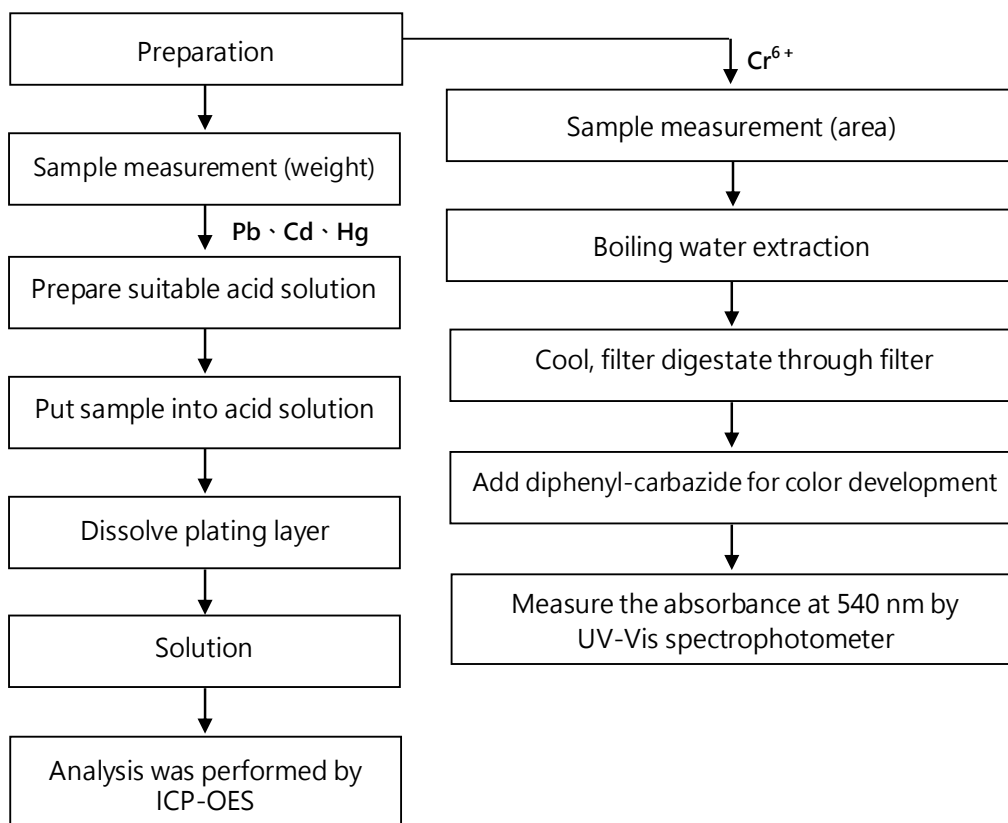 Preparation
Sample measurement (weight)
Pb、Cd、Hg
Prepare suitable acid solution
Put sample into acid solution
Dissolve plating layer
Solution
Analysis was performed by
ICP-OES
Cr⁶⁺
Sample measurement (area)
Boiling water extraction
Cool, filter digestate through filter
Add diphenyl-carbazide for color development
Measure the absorbance at 540 nm by
UV-Vis spectrophotometer